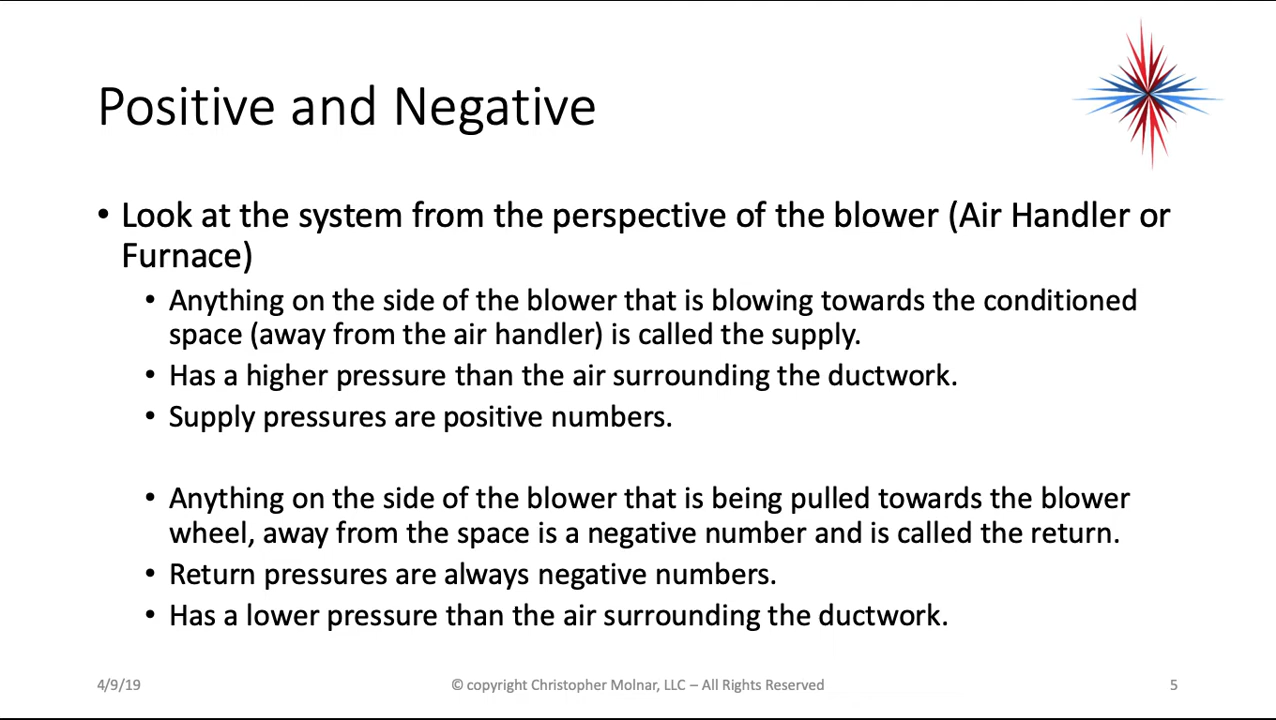 Positive and Negative
• Look at the system from the perspective of the blower (Air Handler or
Furnace)
• Anything on the side of the blower that is blowing towards the conditioned
space (away from the air handler) is called the supply.
• Has a higher pressure than the air surrounding the ductwork.
• Supply pressures are positive numbers.
• Anything on the side of the blower that is being pulled towards the blower
wheel, away from the space is a negative number and is called the return.
• Return pressures are always negative numbers.
• Has a lower pressure than the air surrounding the ductwork.
4/9/19
© copyright Christopher Molnar, LLC – All Rights Reserved
5